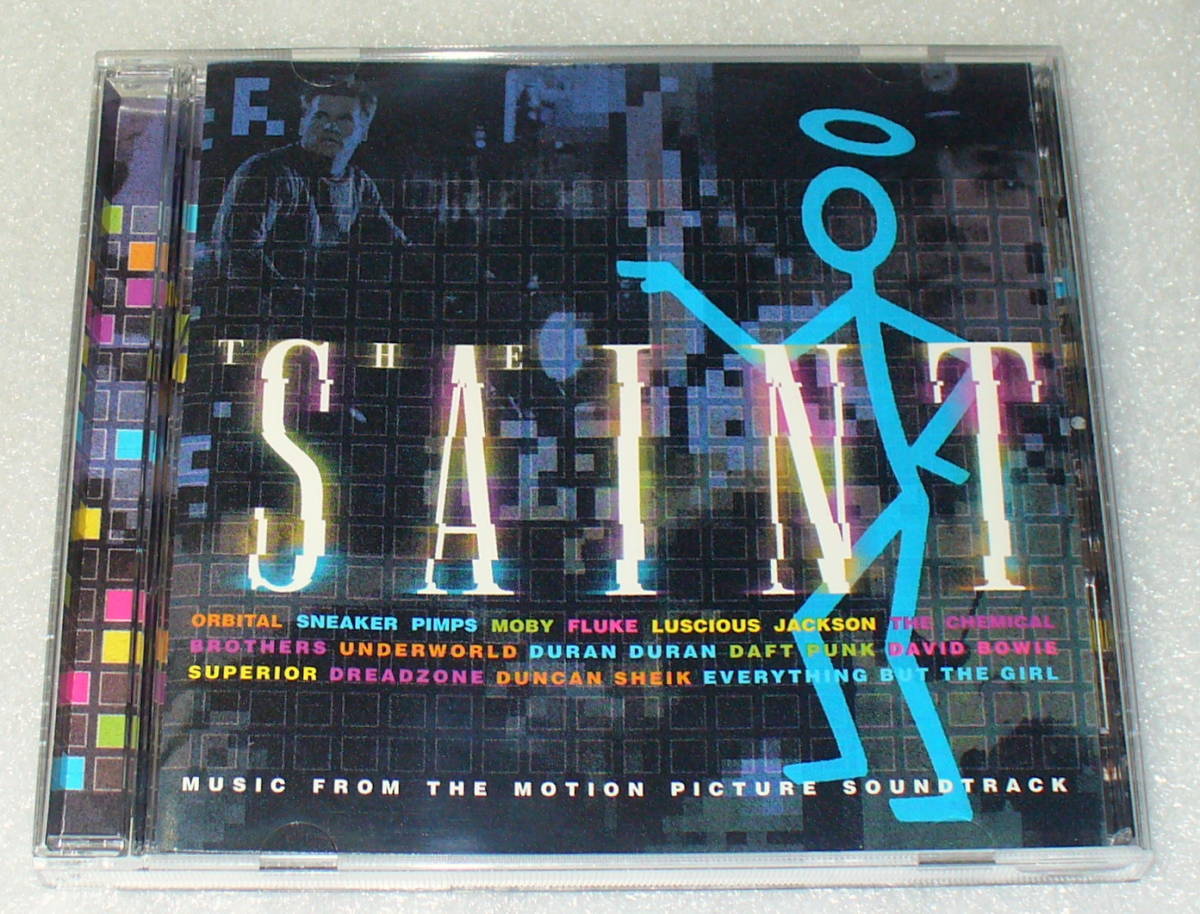 F.
THE
SAINT
ORBITAL SNEAKER PIMPS MOBY FLUKE LUSCIOUS JACKSON THE CHEMICAL
BROTHERS UNDERWORLD DURAN DURAN DAFT PUNK DAVID BOWIE
SUPERIOR DREADZONE DUNCAN SHEIK EVERYTHING BUT THE GIRL
MUSIC FROM THE MOTION PICTURE SOUNDTRACK